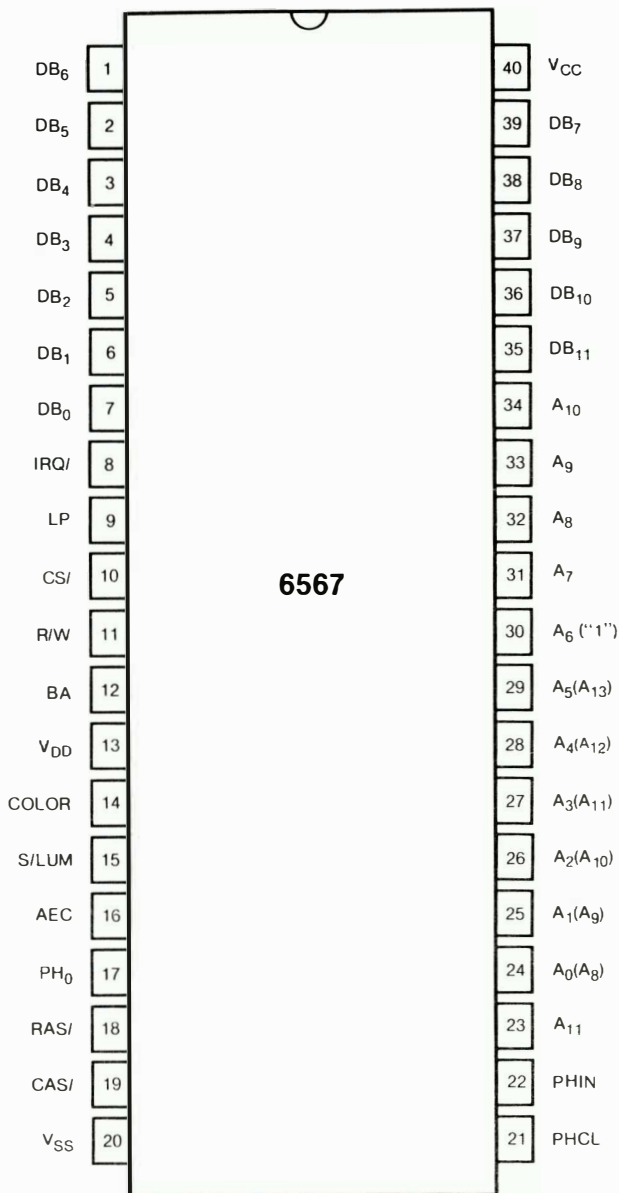 DB₆ 1 40 V_CC
DB₅ 2 39 DB₇
DB₄ 3 38 DB₈
DB₃ 4 37 DB₉
DB₂ 5 36 DB₁₀
DB₁ 6 35 DB₁₁
DB₀ 7 34 A₁₀
IRQ/ 8 33 A₉
LP 9 32 A₈
CS/ 10 31 A₇
6567
R/W 11 30 A₆ ("1")
BA 12 29 A₅(A₁₃)
V_DD 13 28 A₄(A₁₂)
COLOR 14 27 A₃(A₁₁)
S/LUM 15 26 A₂(A₁₀)
AEC 16 25 A₁(A₉)
PH₀ 17 24 A₀(A₈)
RAS/ 18 23 A₁₁
CAS/ 19 22 PHIN
V_SS 20 21 PHCL